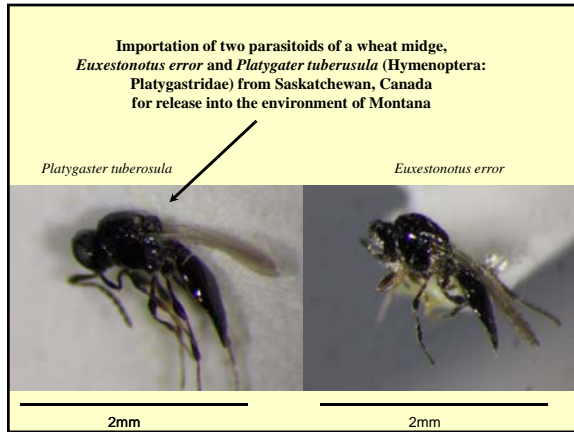 Importation of two parasitoids of a wheat midge,
Euxestonotus error and Platygater tuberusula (Hymenoptera:
Platygastridae) from Saskatchewan, Canada
for release into the environment of Montana
Platygaster tuberosula
Euxestonotus error
2mm
2mm